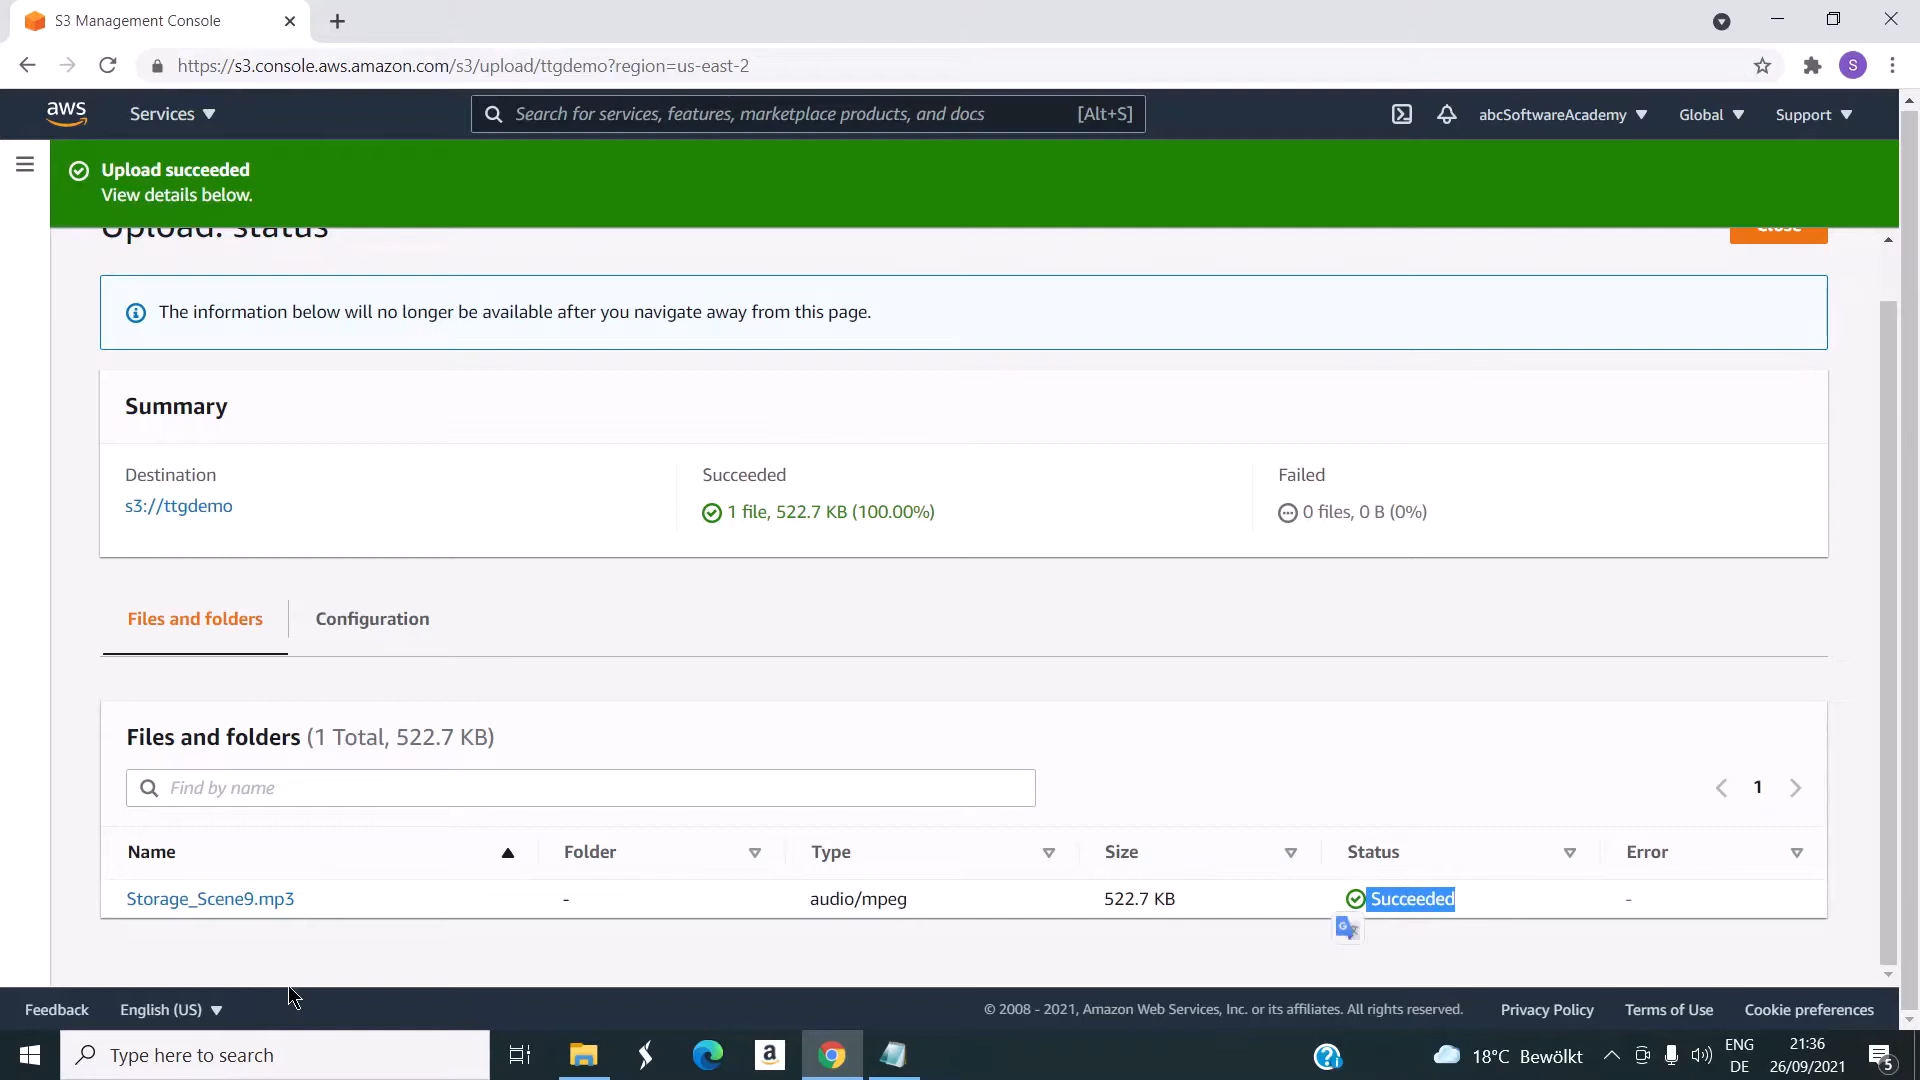 S3 Management Console
https://s3.console.aws.amazon.com/s3/upload/ttgdemo?region=us-east-2
S
aws
Services
Search for services, features, marketplace products, and docs
[Alt+S]
abcSoftwareAcademy
Global
Support
Upload succeeded
View details below.
Upload: status
Close
The information below will no longer be available after you navigate away from this page.
Summary
Destination
Succeeded
Failed
s3://ttgdemo
1 file, 522.7 KB (100.00%)
0 files, 0 B (0%)
Files and folders
Configuration
Files and folders (1 Total, 522.7 KB)
Find by name
1
Name
Folder
Type
Size
Status
Error
Storage_Scene9.mp3
-
audio/mpeg
522.7 KB
Succeeded
-
Feedback
English (US)
© 2008 - 2021, Amazon Web Services, Inc. or its affiliates. All rights reserved.
Privacy Policy
Terms of Use
Cookie preferences
Type here to search
18°C Bewölkt
ENG
DE
21:36
26/09/2021
5